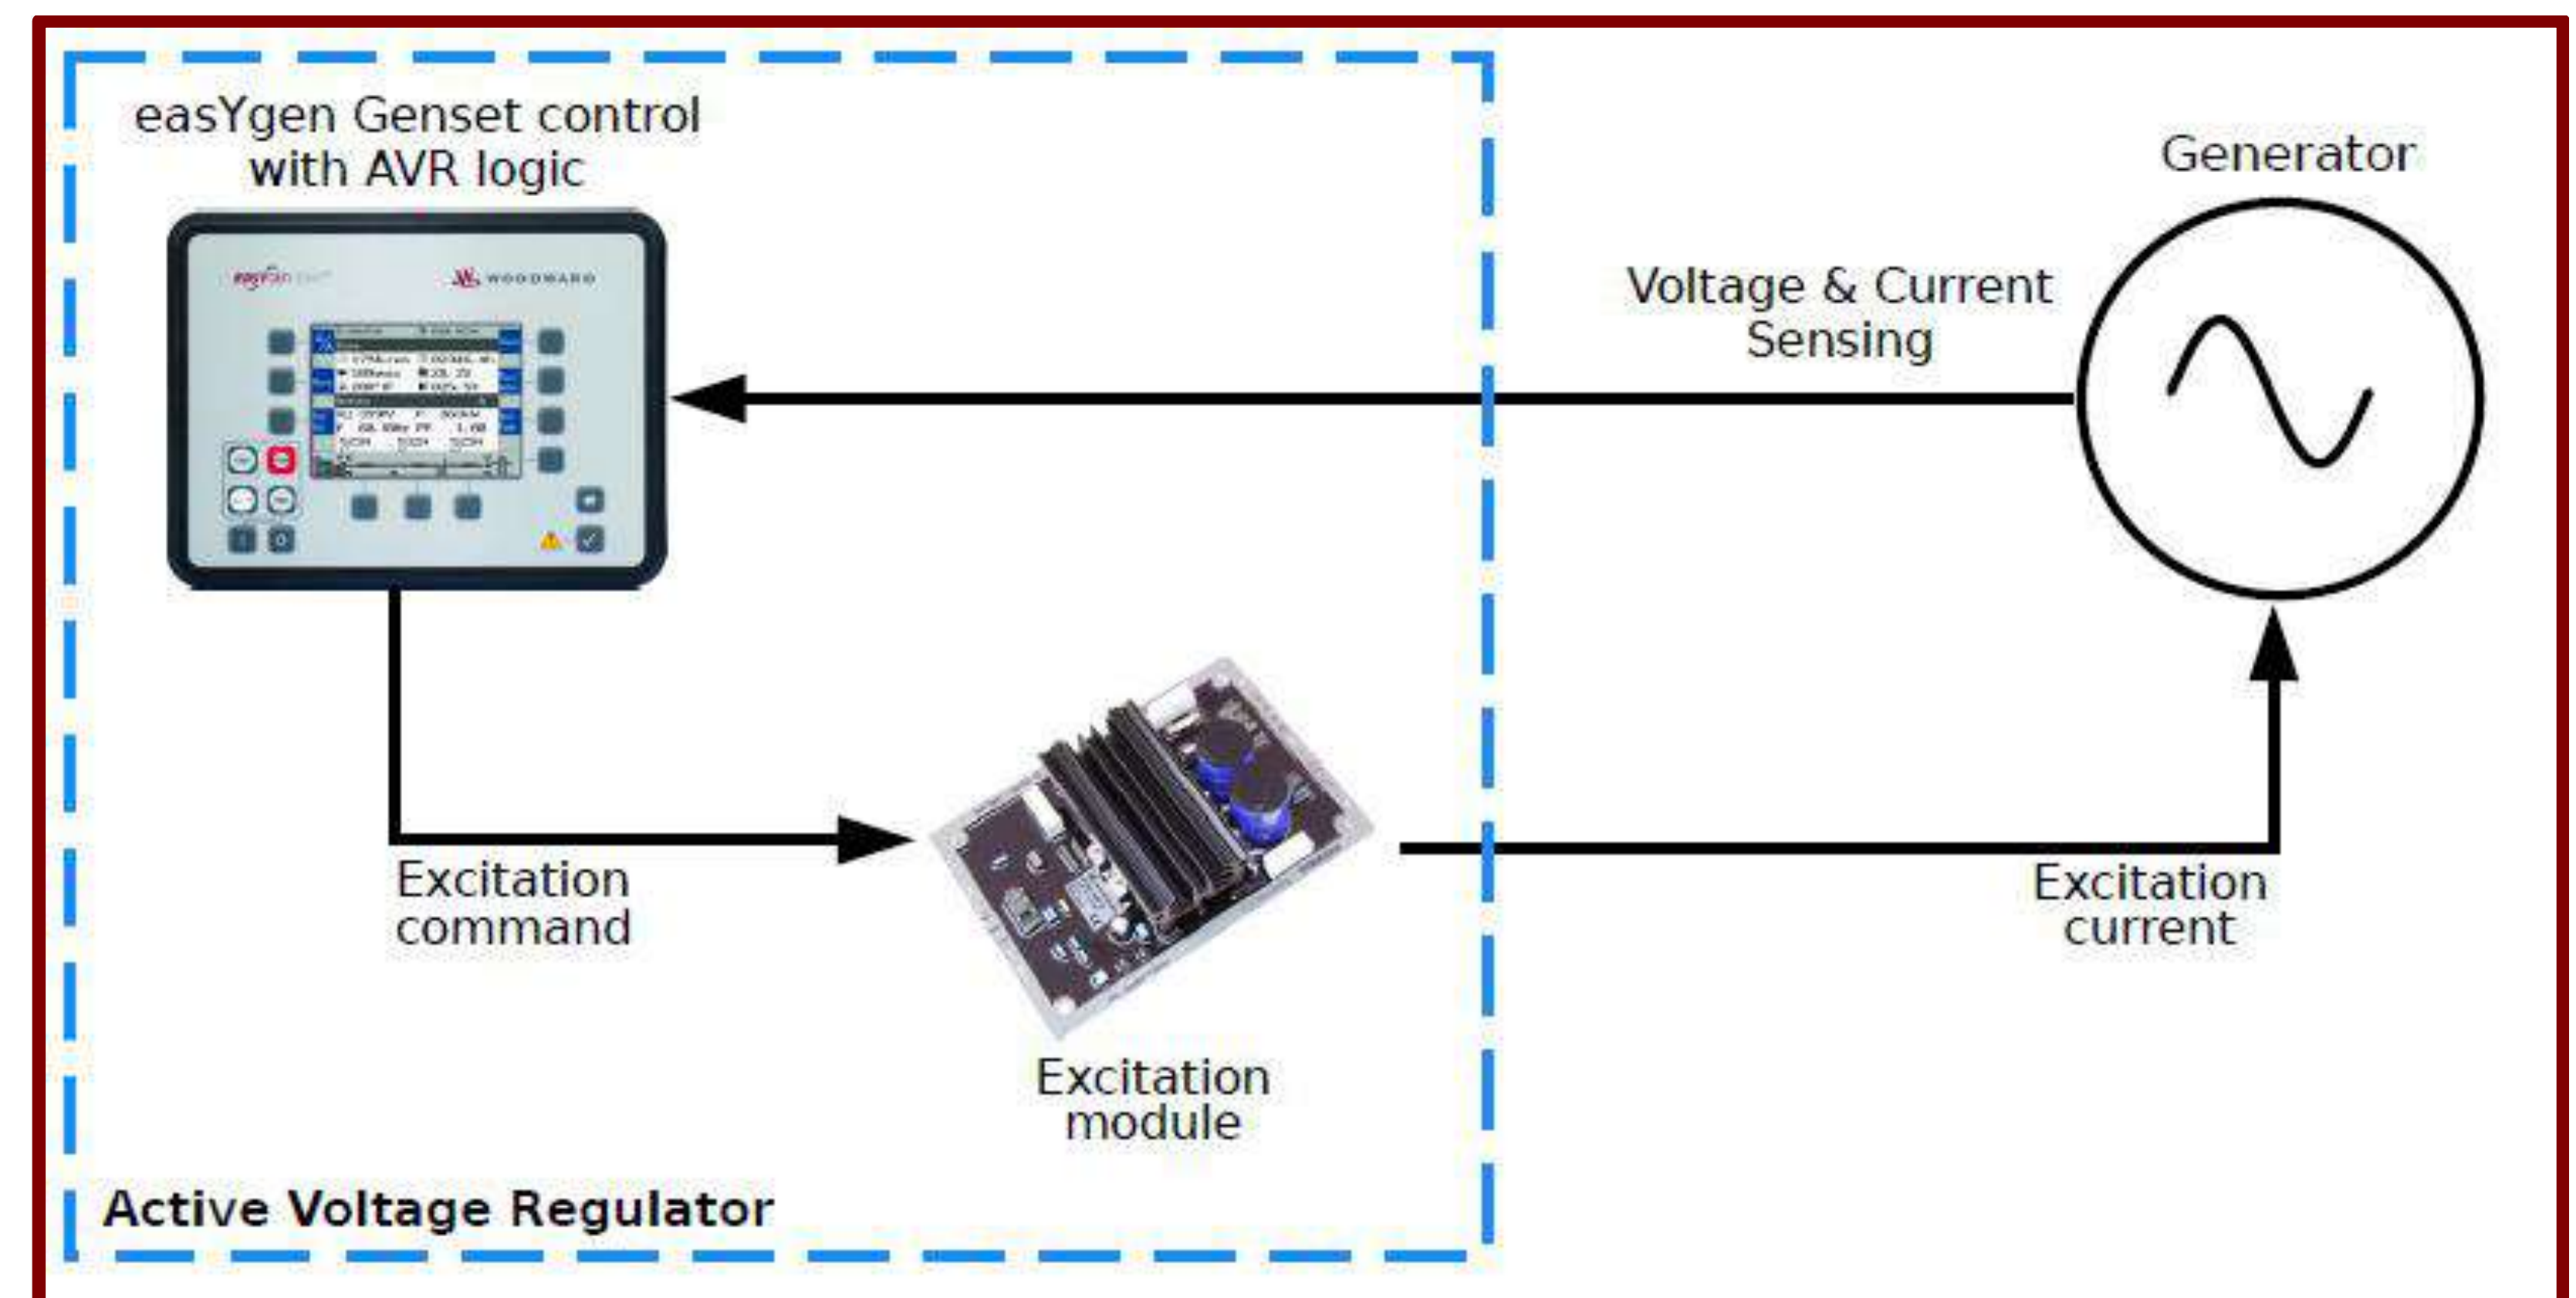 easYgen Genset control
with AVR logic
Generator
WOODWARD
Voltage & Current
Sensing
Excitation
command
Excitation
current
Excitation
module
Active Voltage Regulator